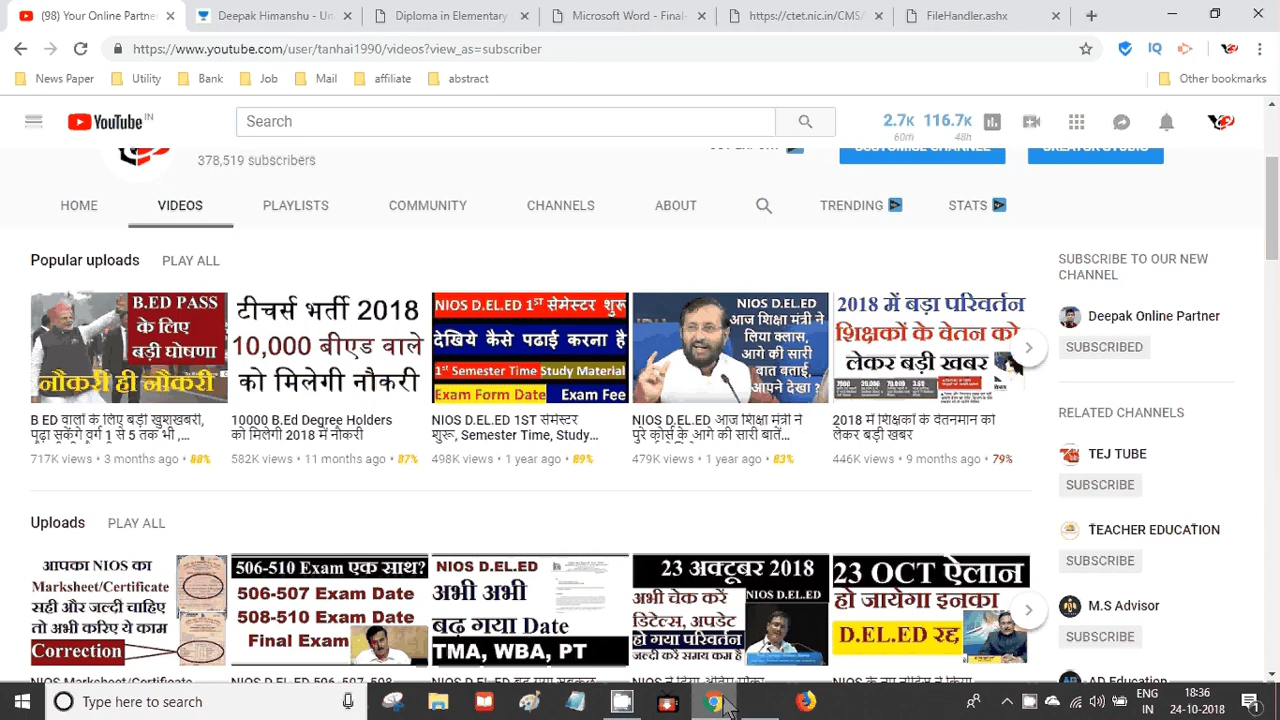 (98) Your Online Partner
Deepak Himanshu - Un
Diploma in Elementary
Microsoft Word - Final-
https://ctet.nic.in/CMS/
FileHandler.ashx
https://www.youtube.com/user/tanhai1990/videos?view_as=subscriber
IQ
News Paper
Utility
Bank
Job
Mail
affiliate
abstract
Other bookmarks
YouTube IN
Search
2.7K 116.7K
60m 48h
378,519 subscribers
HOME
VIDEOS
PLAYLISTS
COMMUNITY
CHANNELS
ABOUT
TRENDING
STATS
Popular uploads PLAY ALL
B.ED PASS
के लिए
बड़ी घोषणा
नौकरी ही नौकरी
B ED वालों के लिए बड़ी खुशखबरी,
पढ़ा सकेंगे वर्ग 1 से 5 तक भी ,...
717K views • 3 months ago • 88%
टीचर्स भर्ती 2018
10,000 बीएड वाले
को मिलेगी नौकरी
10000 B.Ed Degree Holders
को मिलेगी 2018 में नौकरी
582K views • 11 months ago • 87%
NIOS D.EL.ED 1ST सेमेस्टर शुरू
देखिये कैसे पढाई करना है
1st Semester Time Study Material
Exam Form Date Exam Fee
NIOS D.EL.ED 1ST सेमेस्टर
शुरू, Semester Time, Study...
498K views • 1 year ago • 89%
NIOS D.EL.ED
आज शिक्षा मंत्री ने
लिया क्लास,
आगे की सारी
बात बताई,
आपने देखा ?
NIOS D.EL.ED आज शिक्षा मंत्री ने
पुरे कोर्स के आगे की सारी बातें...
479K views • 1 year ago • 83%
2018 में बड़ा परिवर्तन
शिक्षकों के वेतन को
लेकर बड़ी खबर
2018 में शिक्षकों के वेतनमान को
लेकर बड़ी खबर
446K views • 9 months ago • 79%
SUBSCRIBE TO OUR NEW
CHANNEL
Deepak Online Partner
SUBSCRIBED
RELATED CHANNELS
TEJ TUBE
SUBSCRIBE
TEACHER EDUCATION
SUBSCRIBE
M.S Advisor
SUBSCRIBE
Uploads PLAY ALL
आपका NIOS का
Marksheet/Certificate
सही और जल्दी चाहिए
तो अभी करिए ये काम
Correction
506-510 Exam एक साथ?
506-507 Exam Date
508-510 Exam Date
Final Exam
NIOS D.EL.ED
अभी अभी
बढ़ गया Date
TMA, WBA, PT
23 अक्टूबर 2018
अभी चेक करें
NIOS D.EL.ED
डिटेल्स, अपडेट
हो गया परिवर्तन
जल्दी करें समय कम है
23 OCT ऐलान
हो जायेगा इनका
D.EL.ED रद्द
Type here to search
ENG
IN
18:36
24-10-2018